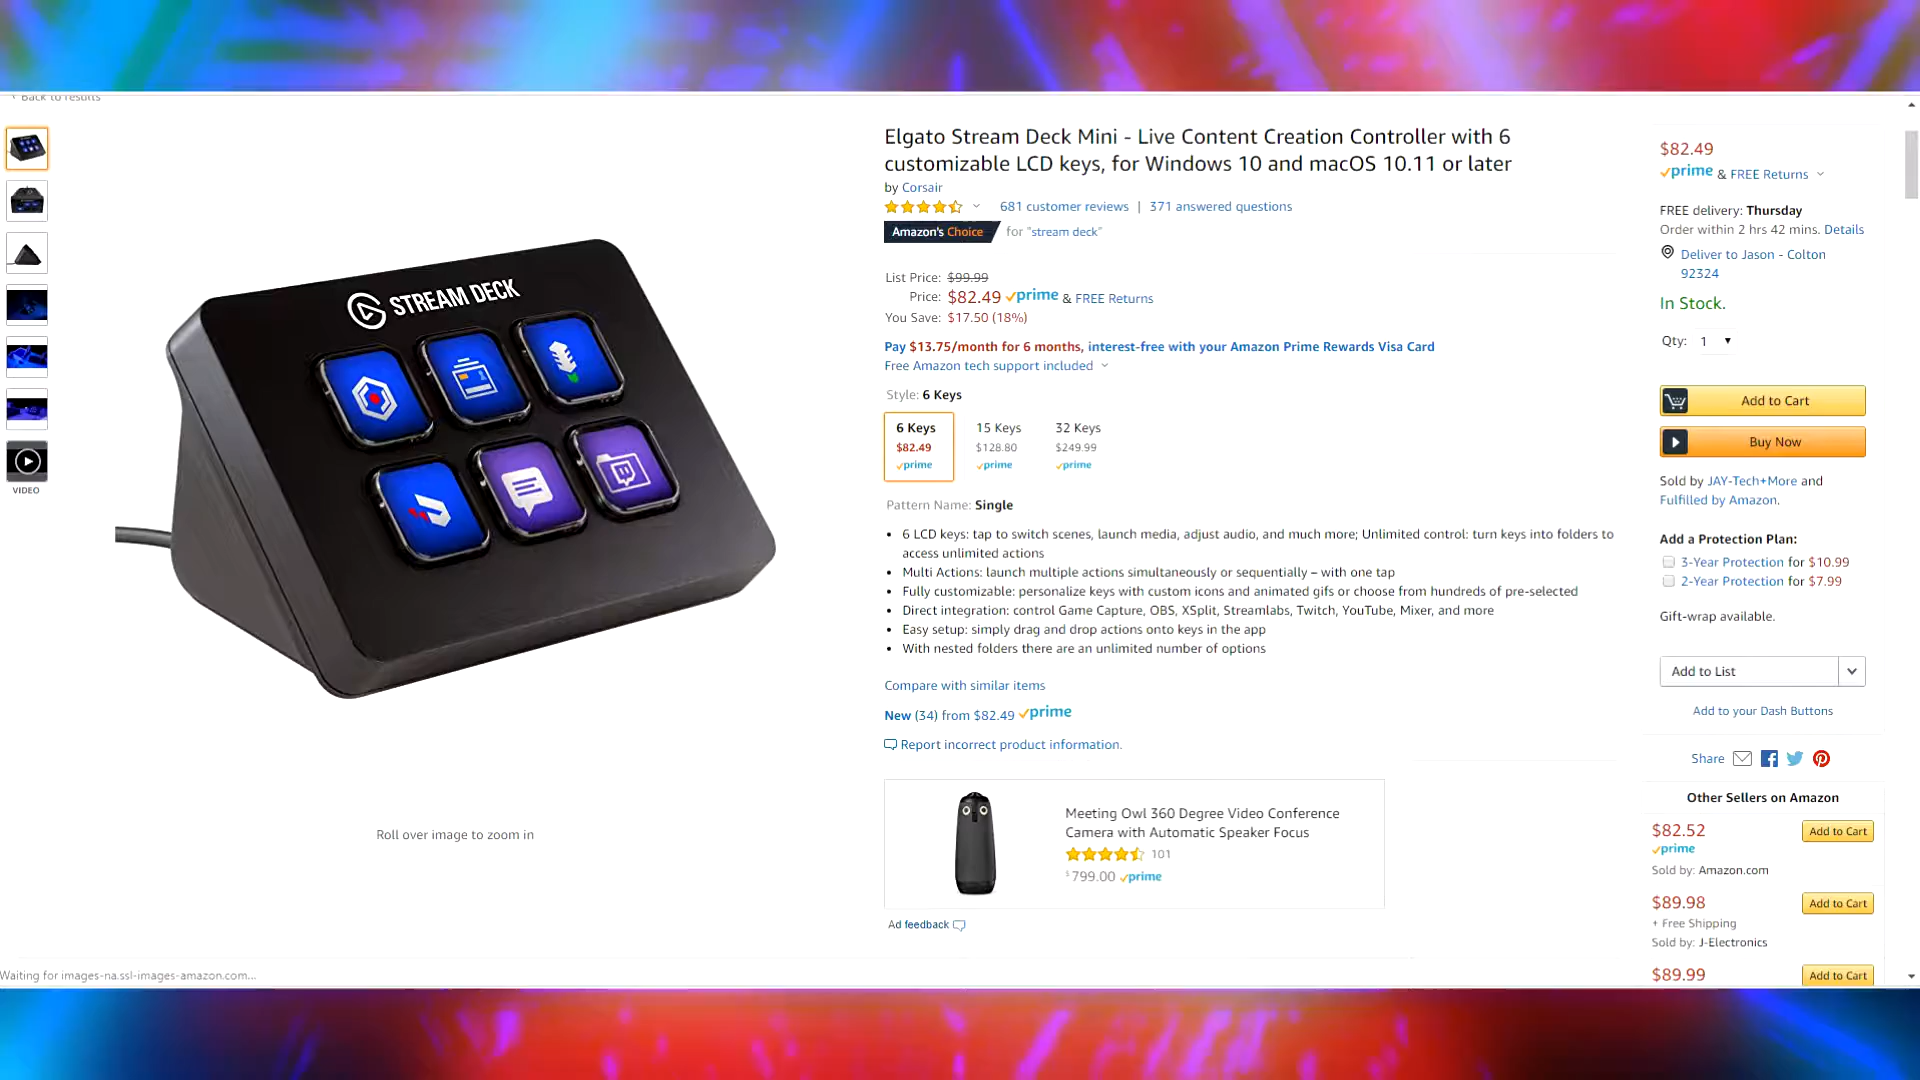 ‹ Back to results
VIDEO
STREAM DECK
Roll over image to zoom in
Waiting for images-na.ssl-images-amazon.com...
Elgato Stream Deck Mini - Live Content Creation Controller with 6
customizable LCD keys, for Windows 10 and macOS 10.11 or later
by Corsair
681 customer reviews | 371 answered questions
Amazon's Choice for "stream deck"
List Price: $99.99
Price: $82.49 prime & FREE Returns
You Save: $17.50 (18%)
Pay $13.75/month for 6 months, interest-free with your Amazon Prime Rewards Visa Card
Free Amazon tech support included
Style: 6 Keys
6 Keys 15 Keys 32 Keys
$82.49 $128.80 $249.99
prime prime prime
Pattern Name: Single
• 6 LCD keys: tap to switch scenes, launch media, adjust audio, and much more; Unlimited control: turn keys into folders to
access unlimited actions
• Multi Actions: launch multiple actions simultaneously or sequentially – with one tap
• Fully customizable: personalize keys with custom icons and animated gifs or choose from hundreds of pre-selected
• Direct integration: control Game Capture, OBS, XSplit, Streamlabs, Twitch, YouTube, Mixer, and more
• Easy setup: simply drag and drop actions onto keys in the app
• With nested folders there are an unlimited number of options
Compare with similar items
New (34) from $82.49 prime
Report incorrect product information.
Meeting Owl 360 Degree Video Conference
Camera with Automatic Speaker Focus
101
$799.00 prime
Ad feedback
$82.49
prime & FREE Returns
FREE delivery: Thursday
Order within 2 hrs 42 mins. Details
Deliver to Jason - Colton
92324
In Stock.
Qty: 1
Add to Cart
Buy Now
Sold by JAY-Tech+More and
Fulfilled by Amazon.
Add a Protection Plan:
3-Year Protection for $10.99
2-Year Protection for $7.99
Gift-wrap available.
Add to List
Add to your Dash Buttons
Share
Other Sellers on Amazon
$82.52 Add to Cart
prime
Sold by: Amazon.com
$89.98 Add to Cart
+ Free Shipping
Sold by: J-Electronics
$89.99 Add to Cart